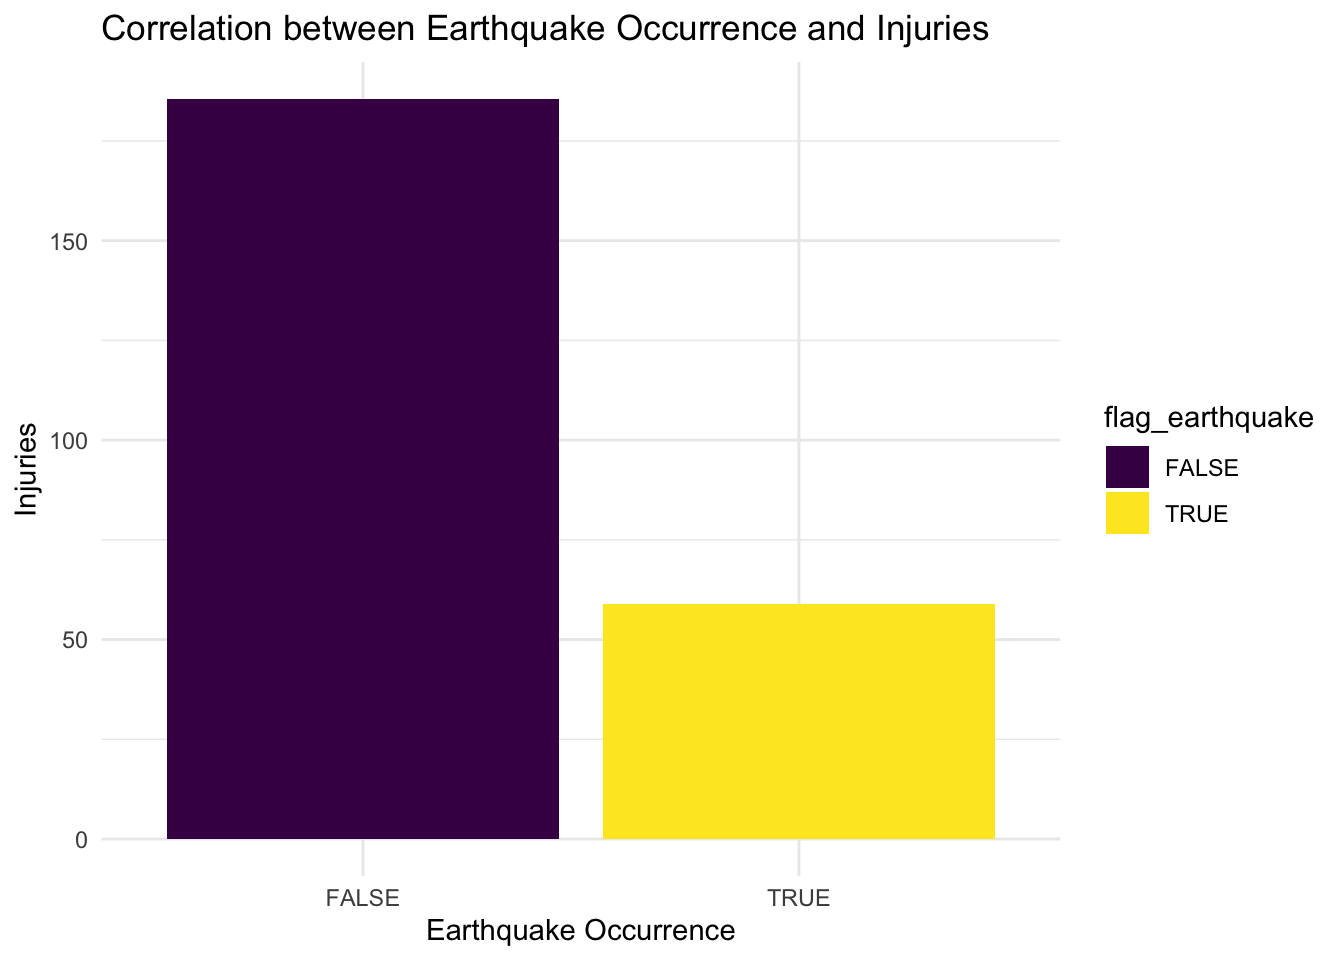 Correlation between Earthquake Occurrence and Injuries
Injuries
150
100
50
0
FALSE TRUE
Earthquake Occurrence
flag_earthquake
FALSE
TRUE